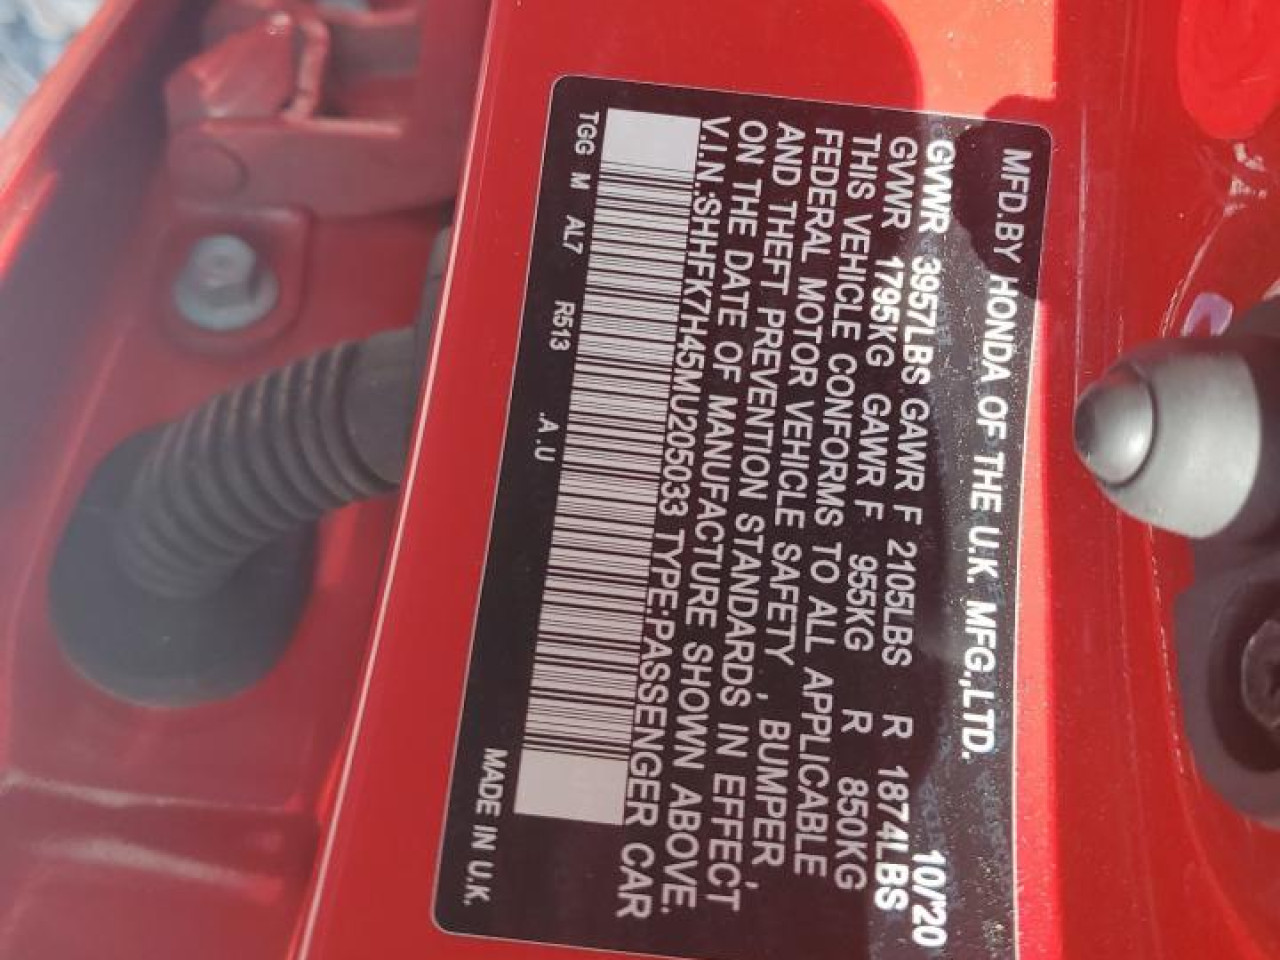 MFD.BY HONDA OF THE U.K. MFG.,LTD. 10/'20
GVWR 3957LBS GAWR F 2105LBS R 1874LBS
GVWR 1795KG GAWR F 955KG R 850KG
THIS VEHICLE CONFORMS TO ALL APPLICABLE
FEDERAL MOTOR VEHICLE SAFETY , BUMPER ,
AND THEFT PREVENTION STANDARDS IN EFFECT
ON THE DATE OF MANUFACTURE SHOWN ABOVE.
V.I.N.:SHHFK7H45MU205033 TYPE:PASSENGER CAR
TGG M AL7 R513 .A .U MADE IN U.K.